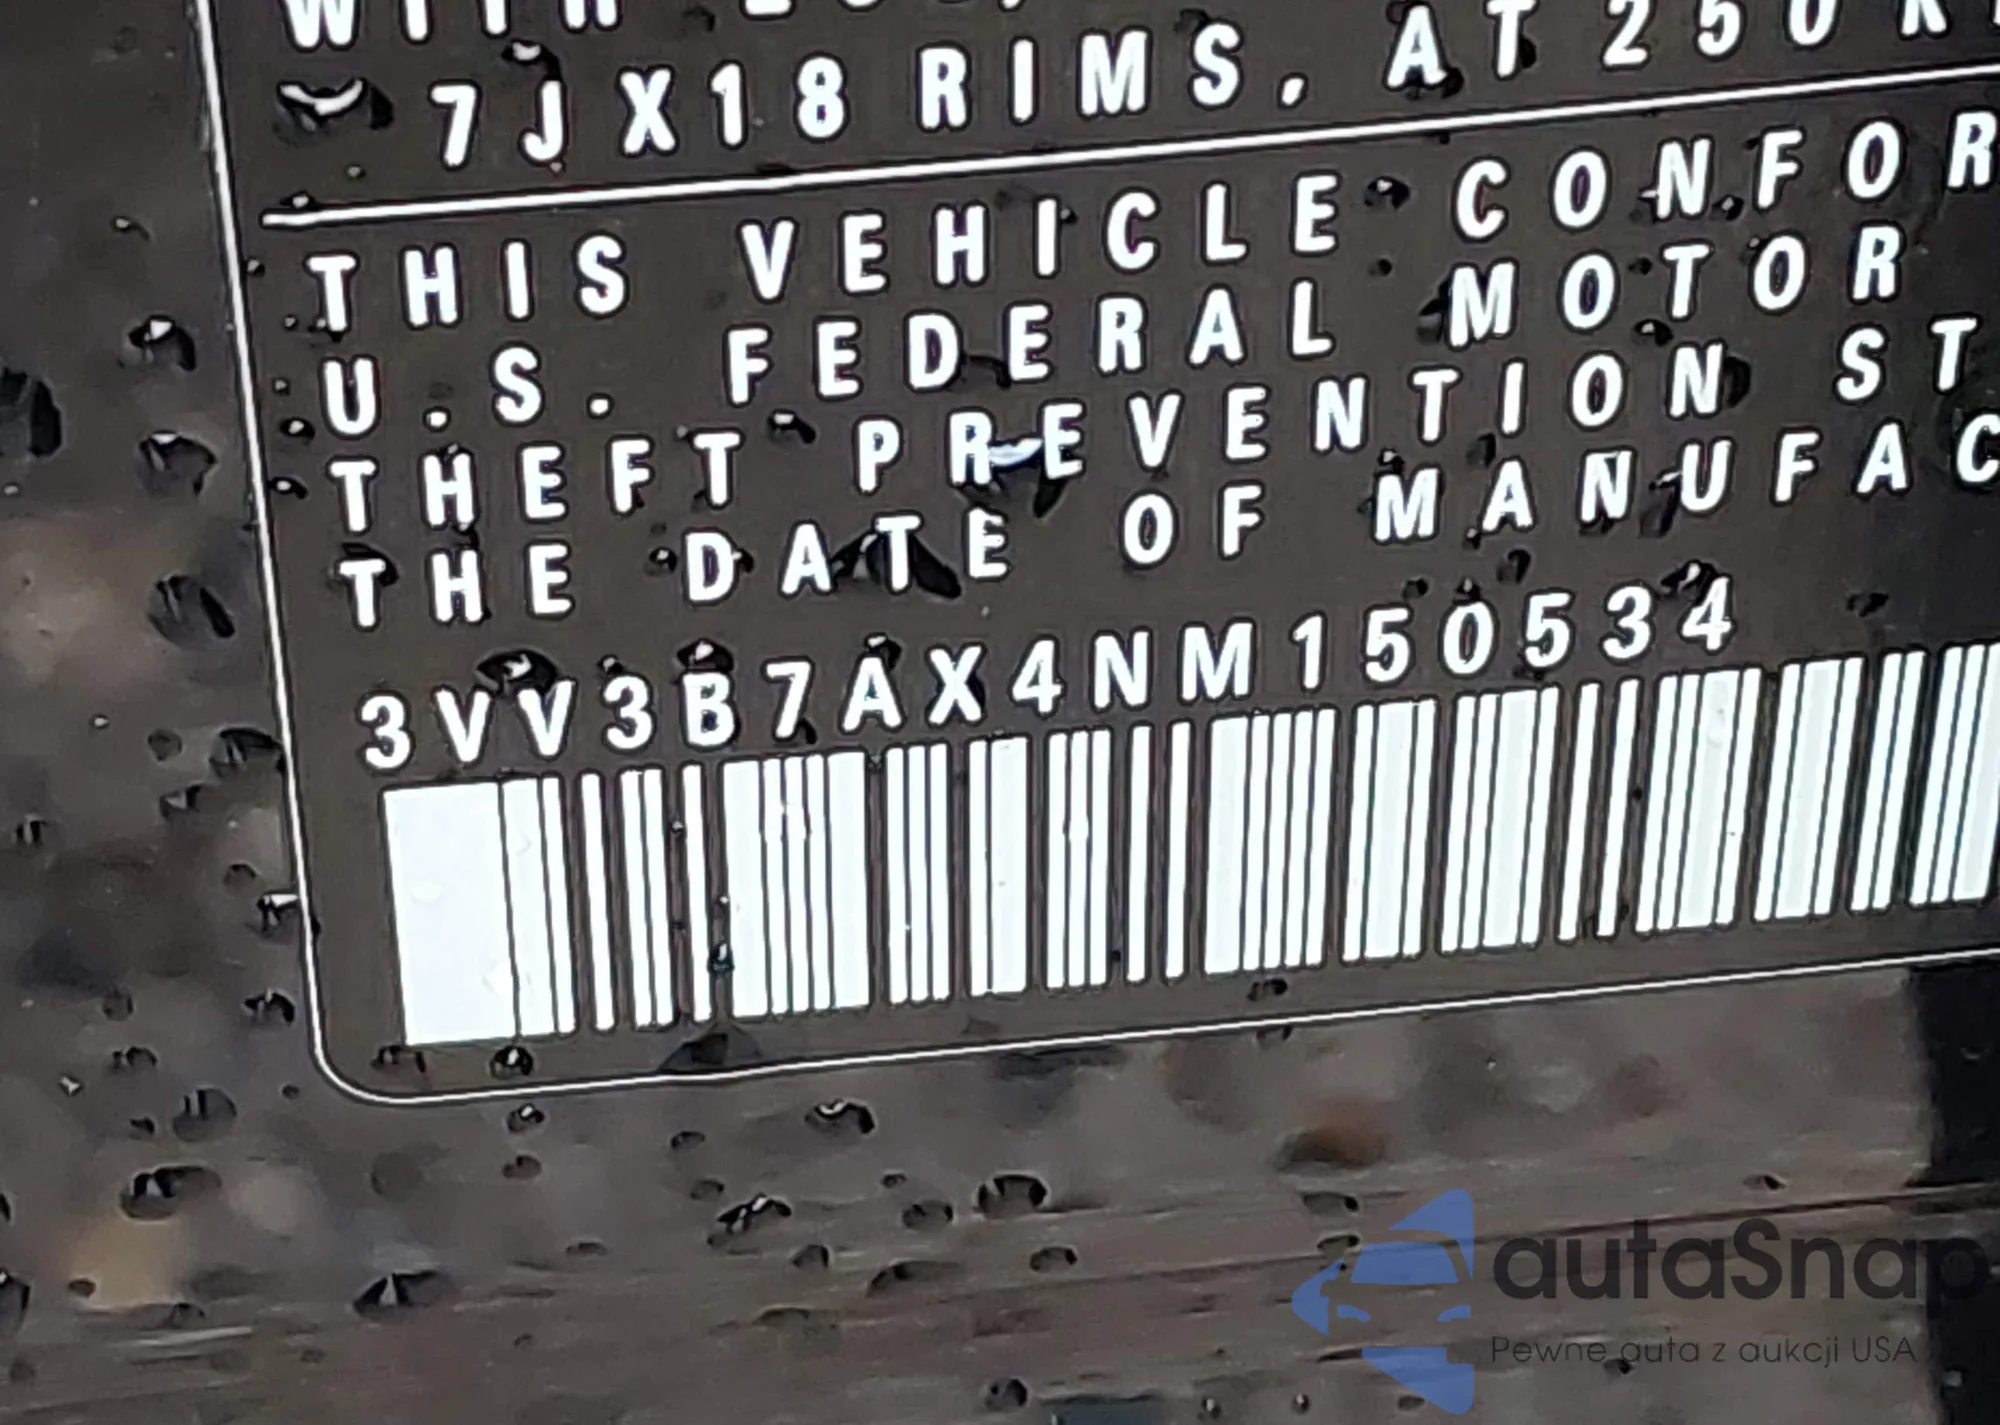 7JX18 RIMS, AT 250 K
THIS VEHICLE CONFOR
U.S. FEDERAL MOTOR
THEFT PREVENTION ST
THE DATE OF MANUFAC
3VV3B7AX4NM150534
autaSnap
Pewne auta z aukcji USA